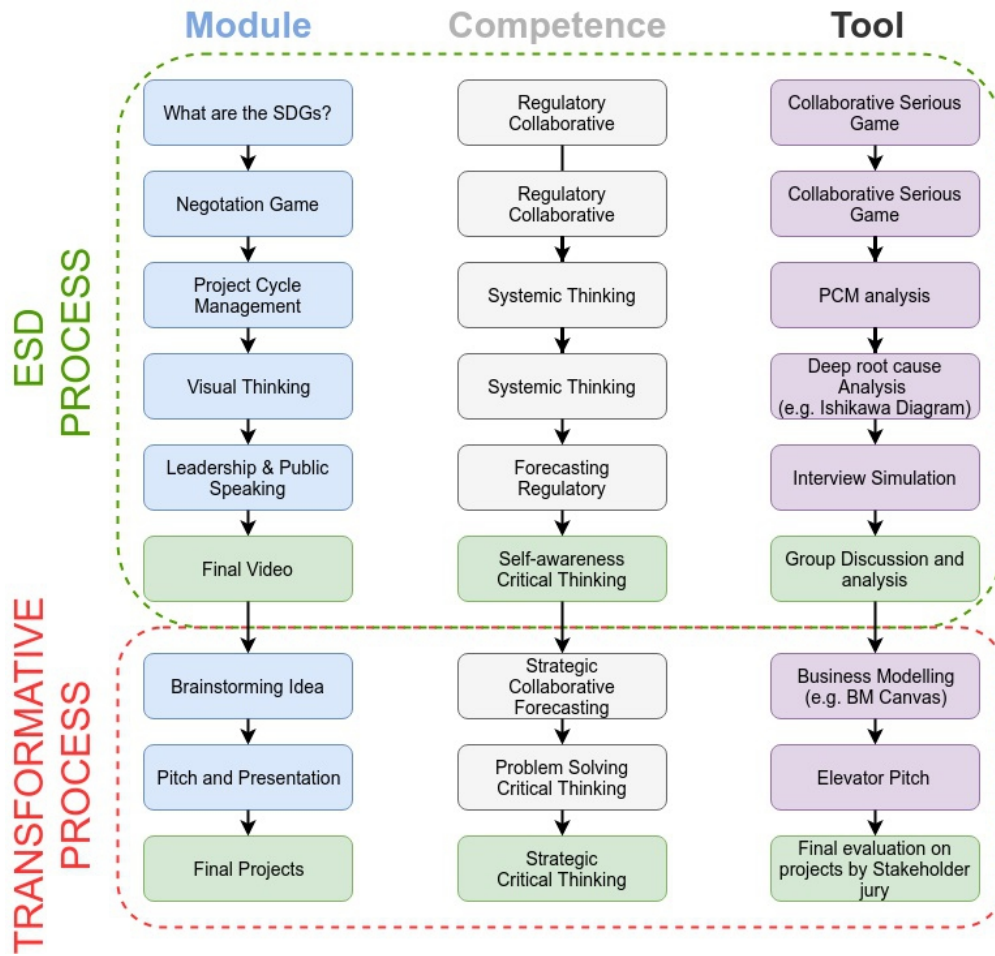 Module
Competence
Tool
ESD
PROCESS
What are the SDGs?
Regulatory
Collaborative
Collaborative Serious
Game
Negotation Game
Regulatory
Collaborative
Collaborative Serious
Game
Project Cycle
Management
Systemic Thinking
PCM analysis
Visual Thinking
Systemic Thinking
Deep root cause
Analysis
(e.g. Ishikawa Diagram)
Leadership & Public
Speaking
Forecasting
Regulatory
Interview Simulation
Final Video
Self-awareness
Critical Thinking
Group Discussion and
analysis
TRANSFORMATIVE
PROCESS
Brainstorming Idea
Strategic
Collaborative
Forecasting
Business Modelling
(e.g. BM Canvas)
Pitch and Presentation
Problem Solving
Critical Thinking
Elevator Pitch
Final Projects
Strategic
Critical Thinking
Final evaluation on
projects by Stakeholder
jury